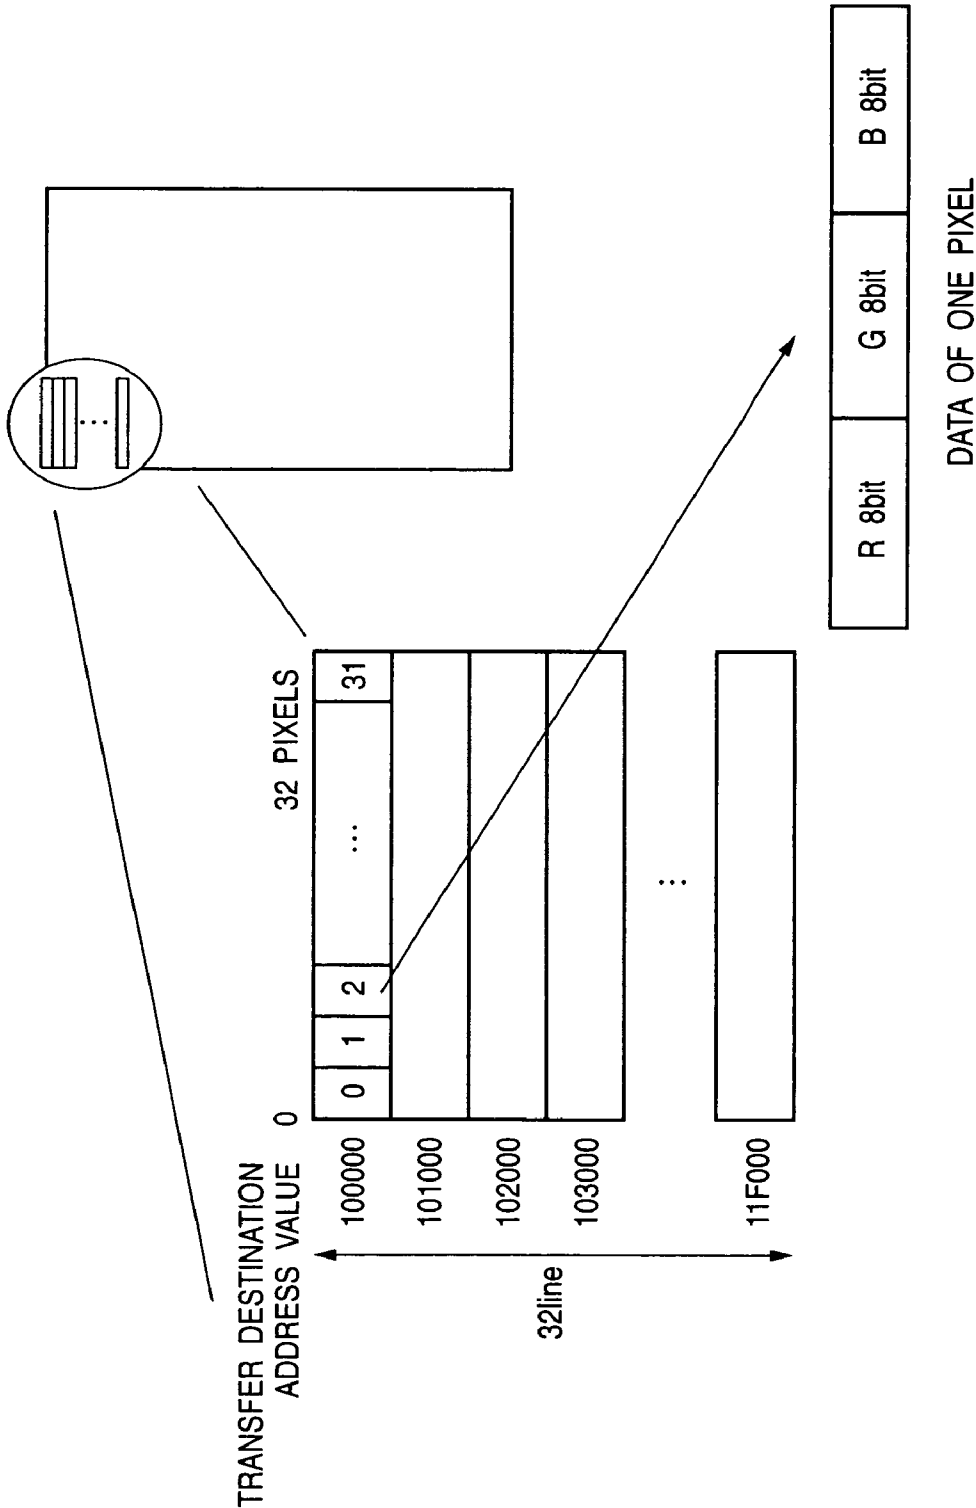 TRANSFER DESTINATION
ADDRESS VALUE
0
32 PIXELS
100000
0
1
2
...
31
101000
102000
103000
⋮
11F000
32line
R 8bit
G 8bit
B 8bit
DATA OF ONE PIXEL